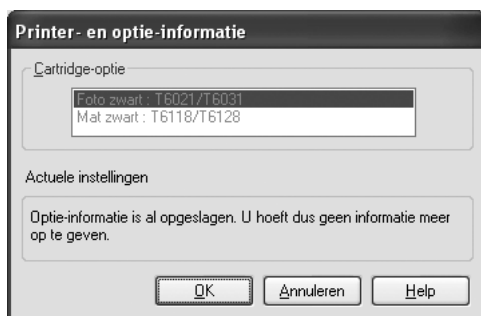 Printer- en optie-informatie
Cartridge-optie
Foto zwart : T6021/T6031
Mat zwart : T6118/T6128
Actuele instellingen
Optie-informatie is al opgeslagen. U hoeft dus geen informatie meer
op te geven.
OK
Annuleren
Help